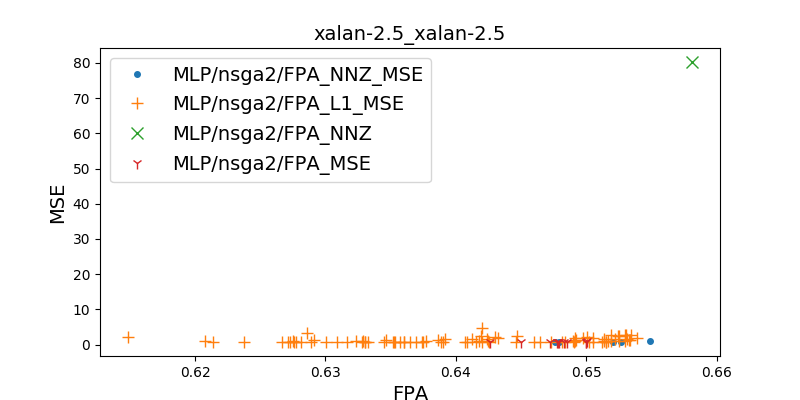 xalan-2.5_xalan-2.5
80
70
60
50
40
30
20
10
0
MSE
MLP/nsga2/FPA_NNZ_MSE
MLP/nsga2/FPA_L1_MSE
MLP/nsga2/FPA_NNZ
MLP/nsga2/FPA_MSE
0.62 0.63 0.64 0.65 0.66
FPA